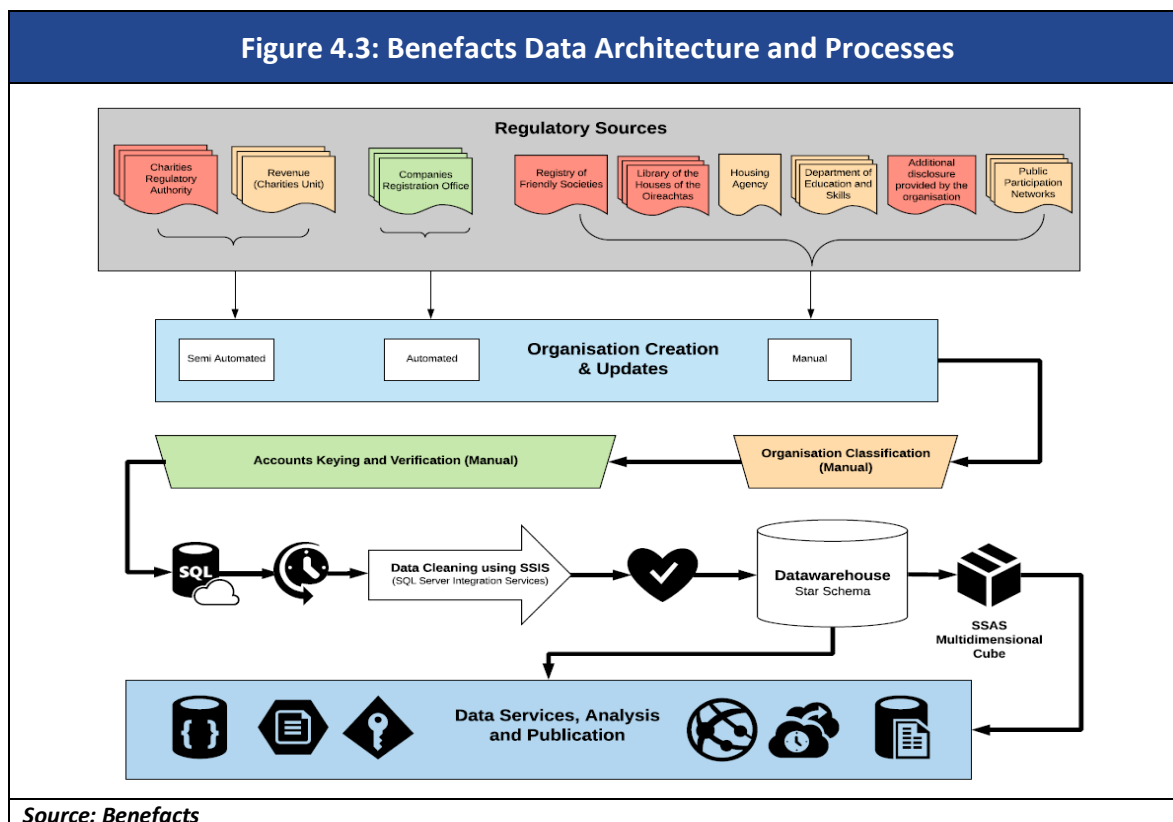 Figure 4.3: Benefacts Data Architecture and Processes
Regulatory Sources
Charities
Regulatory
Authority
Revenue
(Charities Unit)
Companies
Registration Office
Registry of
Friendly Societies
Library of the
Houses of the
Oireachtas
Housing
Agency
Department of
Education and
Skills
Additional
disclosure
provided by the
organisation
Public
Participation
Networks
Semi Automated
Automated
Organisation Creation
& Updates
Manual
Accounts Keying and Verification (Manual)
Organisation Classification
(Manual)
SQL
Data Cleaning using SSIS
(SQL Server Integration Services)
Datawarehouse
Star Schema
SSAS
Multidimensional
Cube
{ }
Data Services, Analysis
and Publication
Source: Benefacts